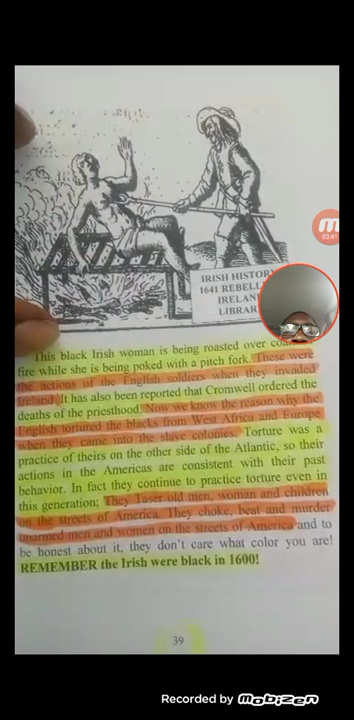 03:41
IRISH HISTORY
1641 REBELL
IRELAN
LIBRAR
This black Irish woman is being roasted over
fire while she is being poked with a pitch fork. These were
the actions of the English soldiers when they invaded
Ireland. It has also been reported that Cromwell ordered the
deaths of the priesthood. Now we know the reason why the
English tortured the blacks from West Africa and Europe
when they came into the slave colonies. Torture was a
practice of theirs on the other side of the Atlantic, so their
actions in the Americas are consistent with their past
behavior. In fact they continue to practice torture even in
this generation; They Taser old men, woman and children
on the streets of America. They choke, beat and murder
unarmed men and women on the streets of America and to
be honest about it, they don't care what color you are!
REMEMBER the Irish were black in 1600!
39
Recorded by Mobizen